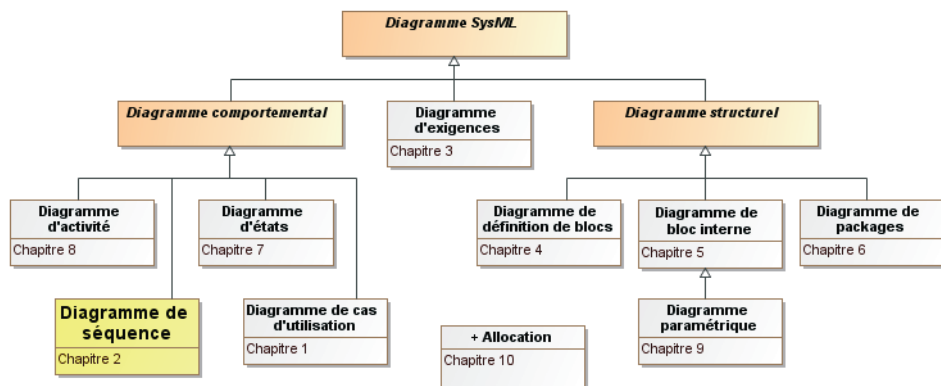 Diagramme SysML
Diagramme comportemental
Diagramme
d'exigences
Chapitre 3
Diagramme structurel
Diagramme
d'activité
Chapitre 8
Diagramme
d'états
Chapitre 7
Diagramme de
définition de blocs
Chapitre 4
Diagramme de
bloc interne
Chapitre 5
Diagramme de
packages
Chapitre 6
Diagramme de
séquence
Chapitre 2
Diagramme de cas
d'utilisation
Chapitre 1
+ Allocation
Chapitre 10
Diagramme
paramétrique
Chapitre 9